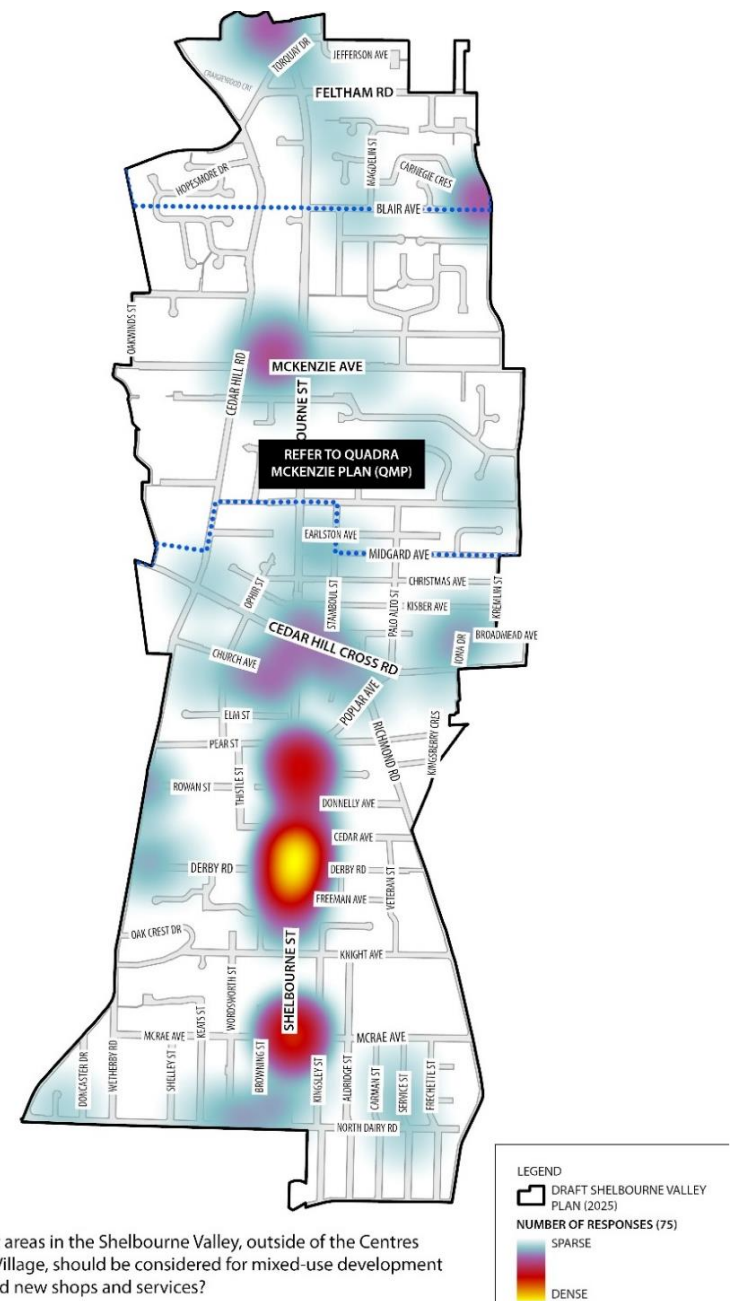 TORQUAY DR
JEFFERSON AVE
CRAIGIEWOOD CRT
FELTHAM RD
MAGDELIN ST
CARNEGIE CRES
HOPESMORE DR
BLAIR AVE
OAKWINDS ST
CEDAR HILL RD
MCKENZIE AVE
OURNE ST
REFER TO QUADRA
MCKENZIE PLAN (QMP)
EARLSTON AVE
MIDGARD AVE
OPHIR ST
STAMBOUL ST
CHRISTMAS AVE
PALO ALTO ST
KISBER AVE
KREMLIN ST
CEDAR HILL CROSS RD
IONA DR
BROADMEAD AVE
CHURCH AVE
POPLAR AVE
ELM ST
RICHMOND RD
KINGSBERRY CRES
PEAR ST
THISTLE ST
ROWAN ST
DONNELLY AVE
CEDAR AVE
DERBY RD
DERBY RD
VETERAN ST
FREEMAN AVE
OAK CREST DR
SHELBOURNE ST
KNIGHT AVE
WORDSWORTH ST
KEATS ST
MCRAE AVE
MCRAE AVE
DONCASTER DR
WETHERBY RD
SHELLEY ST
BROWNING ST
KINGSLEY ST
ALDRIDGE ST
CARMAN ST
SERVICE ST
FRECHETTE ST
NORTH DAIRY RD
LEGEND
DRAFT SHELBOURNE VALLEY
PLAN (2025)
NUMBER OF RESPONSES (75)
SPARSE
DENSE
areas in the Shelbourne Valley, outside of the Centres
Village, should be considered for mixed-use development
d new shops and services?